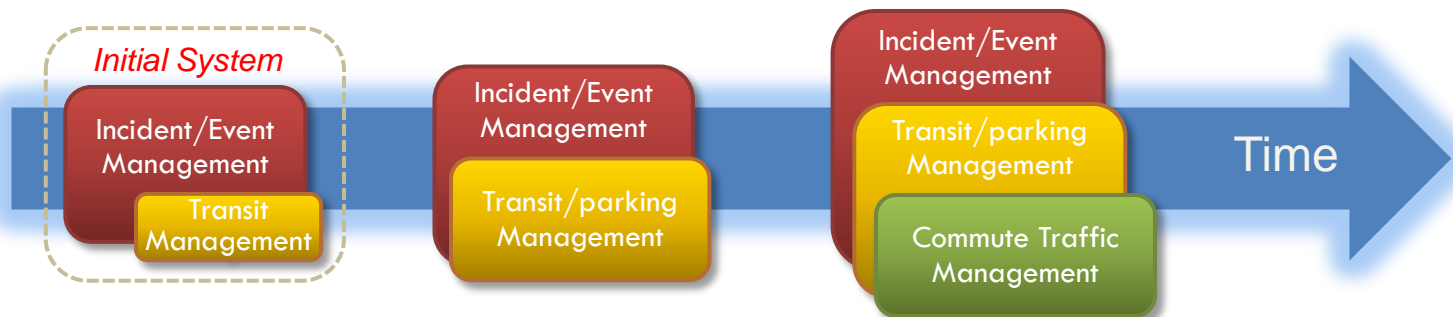 Initial System
Incident/Event
Management
Transit
Management
Incident/Event
Management
Transit/parking
Management
Incident/Event
Management
Transit/parking
Management
Commute Traffic
Management
Time